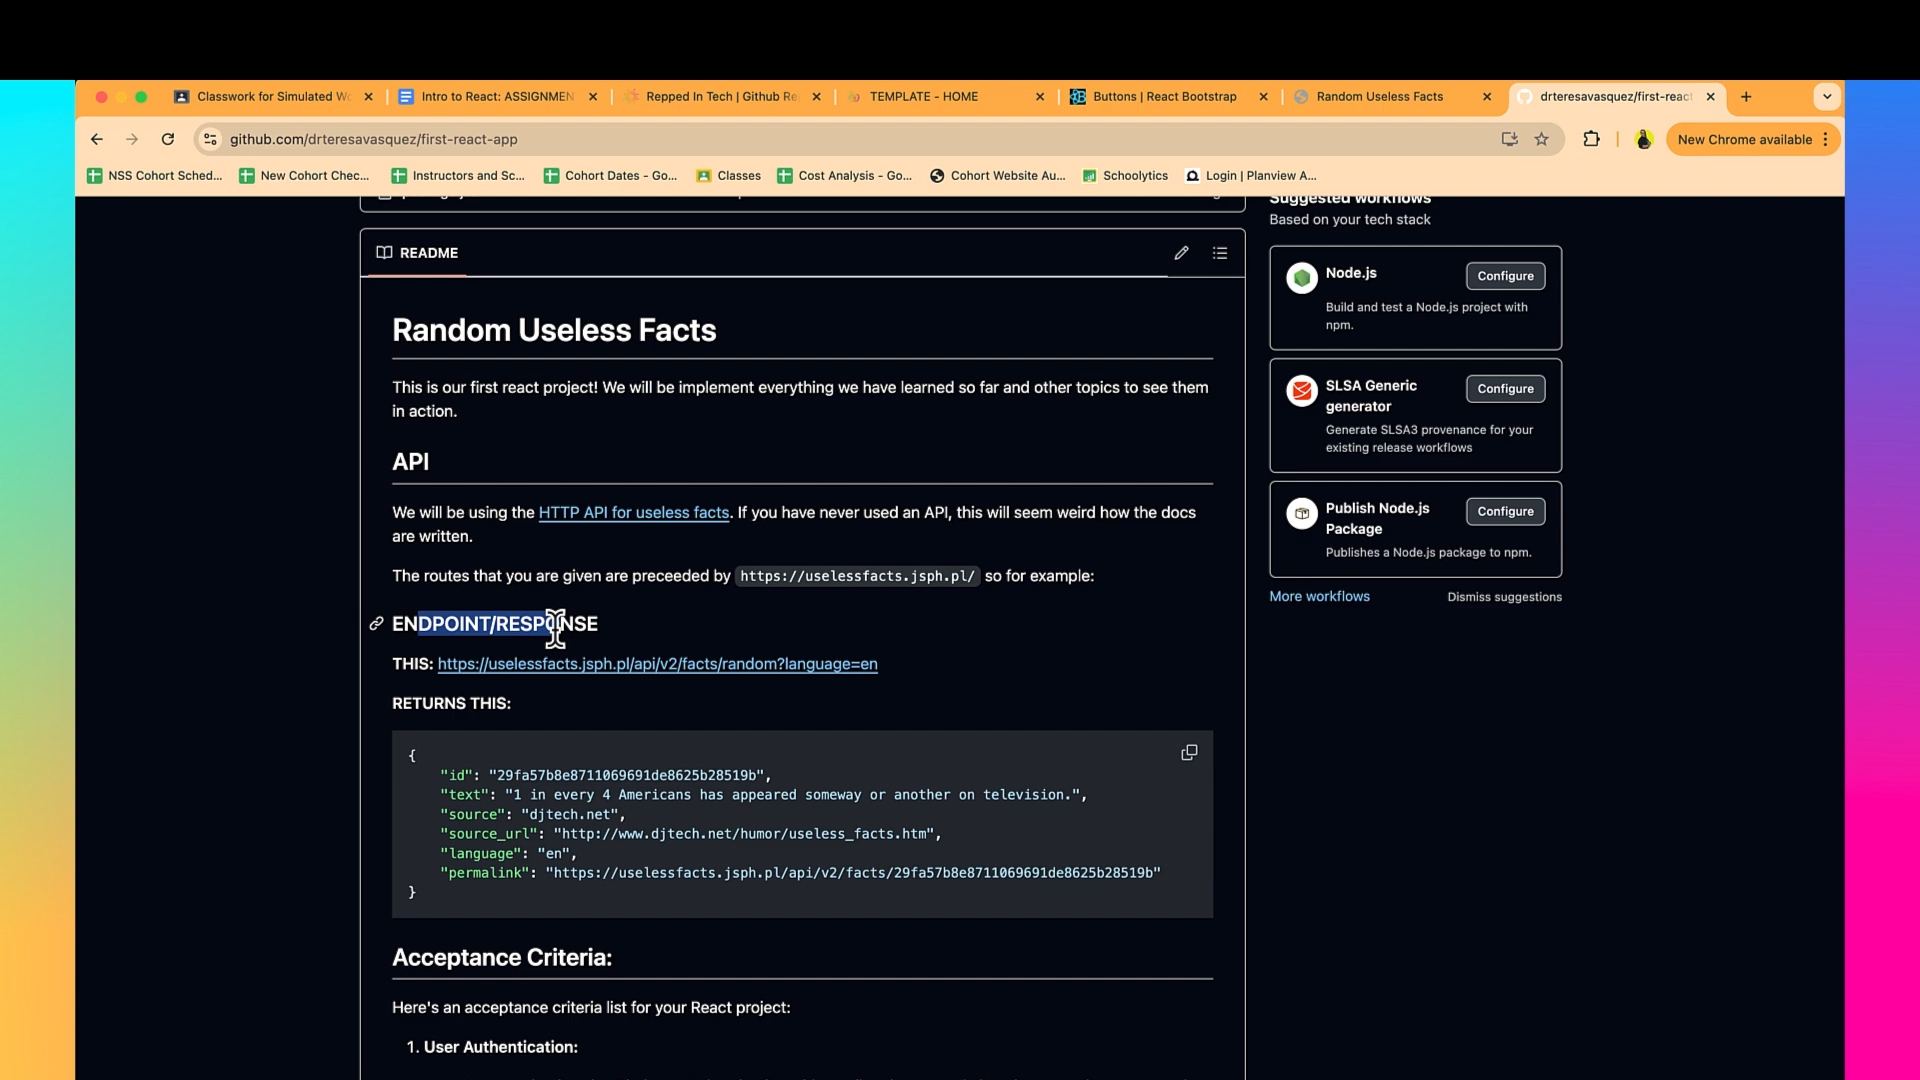 Classwork for Simulated Wo
Intro to React: ASSIGNMEN
Repped In Tech | Github Re
TEMPLATE - HOME
Buttons | React Bootstrap
Random Useless Facts
drteresavasquez/first-react
github.com/drteresavasquez/first-react-app
New Chrome available
NSS Cohort Sched...
New Cohort Chec...
Instructors and Sc...
Cohort Dates - Go...
Classes
Cost Analysis - Go...
Cohort Website Au...
Schoolytics
Login | Planview A...
README
Random Useless Facts
This is our first react project! We will be implement everything we have learned so far and other topics to see them
in action.
API
We will be using the HTTP API for useless facts. If you have never used an API, this will seem weird how the docs
are written.
The routes that you are given are preceeded by https://uselessfacts.jsph.pl/ so for example:
ENDPOINT/RESPONSE
THIS: https://uselessfacts.jsph.pl/api/v2/facts/random?language=en
RETURNS THIS:
{
"id": "29fa57b8e8711069691de8625b28519b",
"text": "1 in every 4 Americans has appeared someway or another on television.",
"source": "djtech.net",
"source_url": "http://www.djtech.net/humor/useless_facts.htm",
"language": "en",
"permalink": "https://uselessfacts.jsph.pl/api/v2/facts/29fa57b8e8711069691de8625b28519b"
}
Acceptance Criteria:
Here's an acceptance criteria list for your React project:
1. User Authentication:
Suggested workflows
Based on your tech stack
Node.js
Configure
Build and test a Node.js project with
npm.
SLSA Generic
generator
Configure
Generate SLSA3 provenance for your
existing release workflows
Publish Node.js
Package
Configure
Publishes a Node.js package to npm.
More workflows
Dismiss suggestions